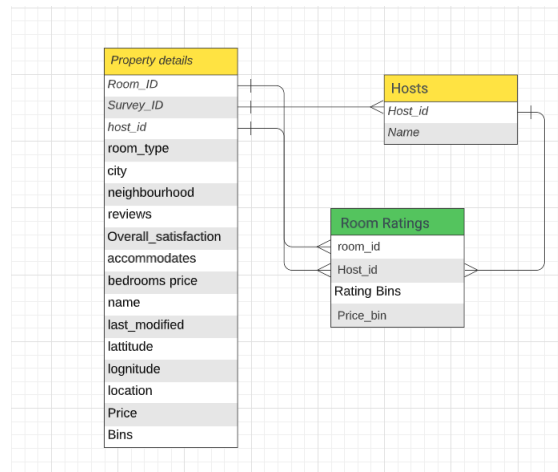 Property details
Room_ID
Survey_ID
host_id
room_type
city
neighbourhood
reviews
Overall_satisfaction
accommodates
bedrooms price
name
last_modified
lattitude
lognitude
location
Price
Bins
Hosts
Host_id
Name
Room Ratings
room_id
Host_id
Rating Bins
Price_bin